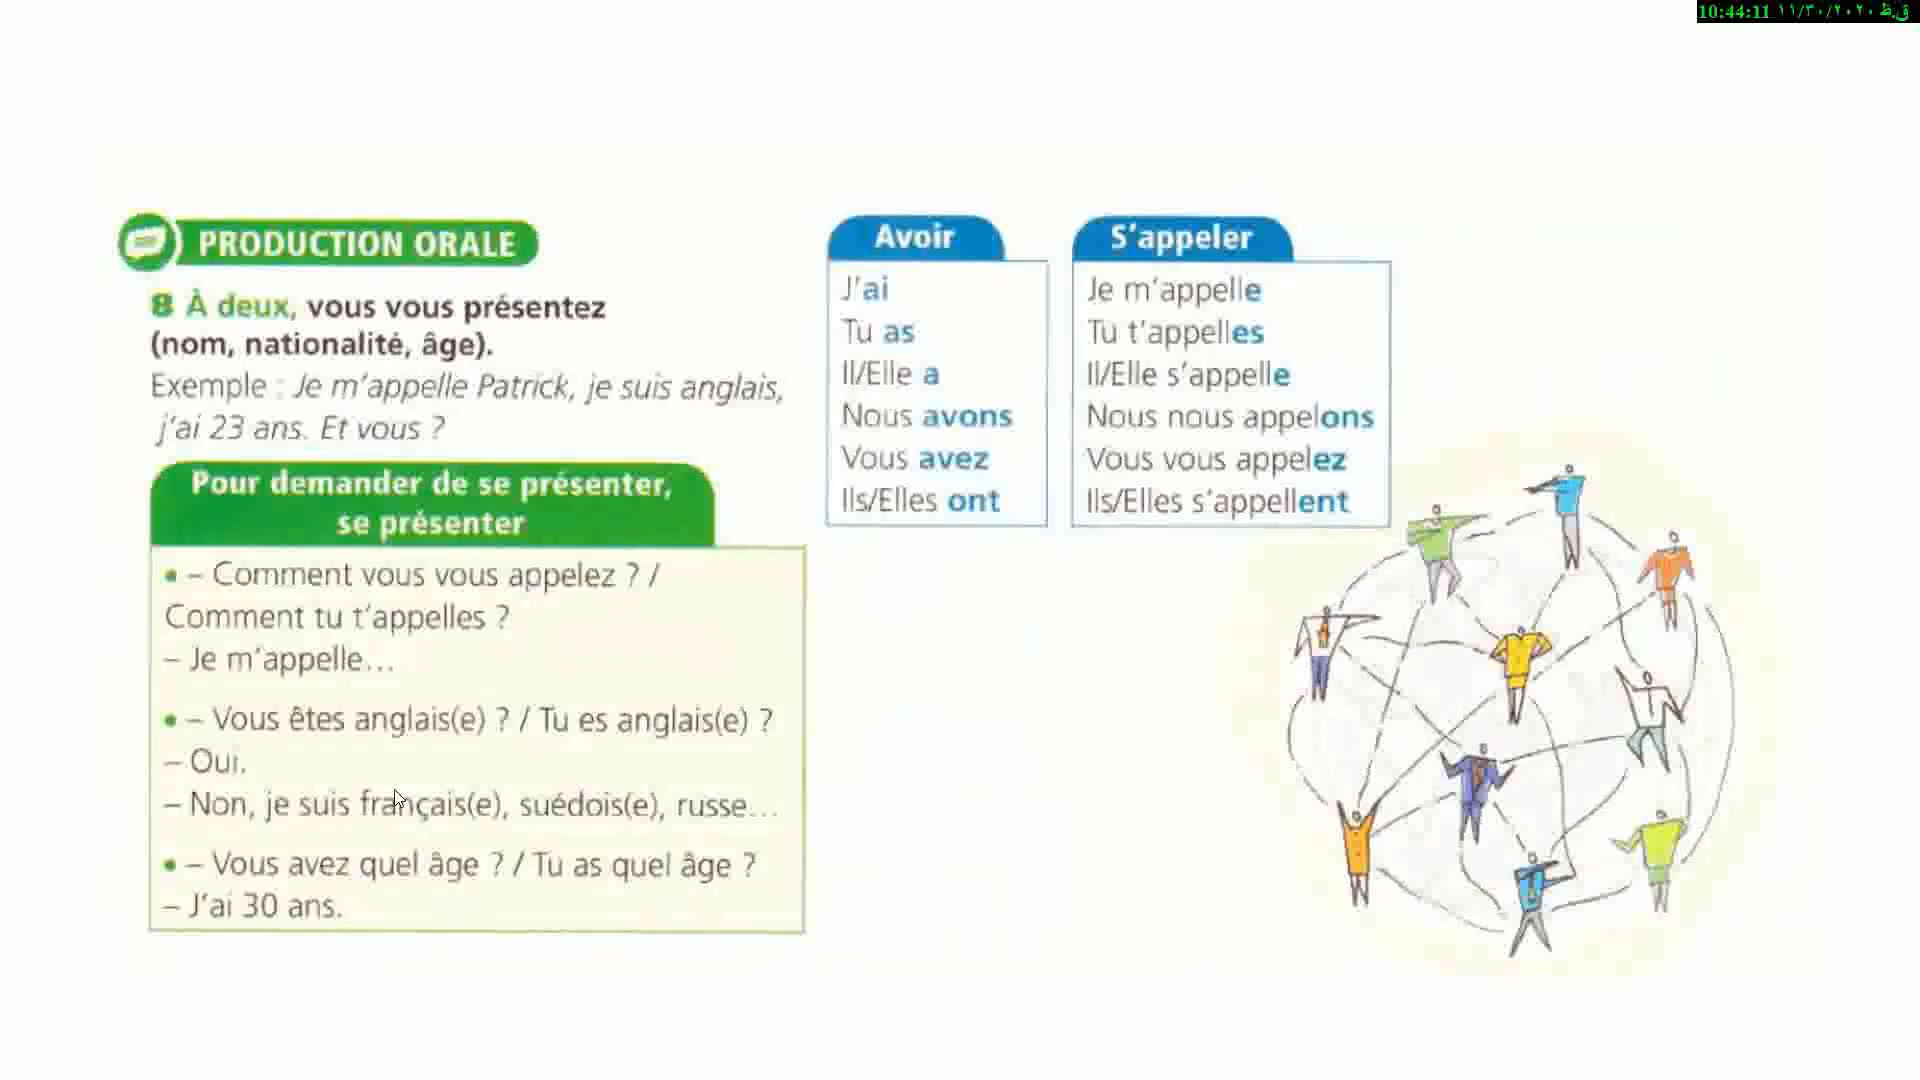 10:44:11 ١١/٣٠/٢٠٢٠ ق.ظ
PRODUCTION ORALE
8 À deux, vous vous présentez
(nom, nationalité, âge).
Exemple : Je m'appelle Patrick, je suis anglais,
j'ai 23 ans. Et vous ?
Pour demander de se présenter,
se présenter
• – Comment vous vous appelez ? /
Comment tu t'appelles ?
– Je m'appelle...
• – Vous êtes anglais(e) ? / Tu es anglais(e) ?
– Oui.
– Non, je suis français(e), suédois(e), russe...
• – Vous avez quel âge ? / Tu as quel âge ?
– J'ai 30 ans.
Avoir
J'ai
Tu as
Il/Elle a
Nous avons
Vous avez
Ils/Elles ont
S'appeler
Je m'appelle
Tu t'appelles
Il/Elle s'appelle
Nous nous appelons
Vous vous appelez
Ils/Elles s'appellent